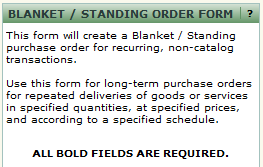 BLANKET / STANDING ORDER FORM ?
This form will create a Blanket / Standing
purchase order for recurring, non-catalog
transactions.
Use this form for long-term purchase orders
for repeated deliveries of goods or services
in specified quantities, at specified prices,
and according to a specified schedule.
ALL BOLD FIELDS ARE REQUIRED.